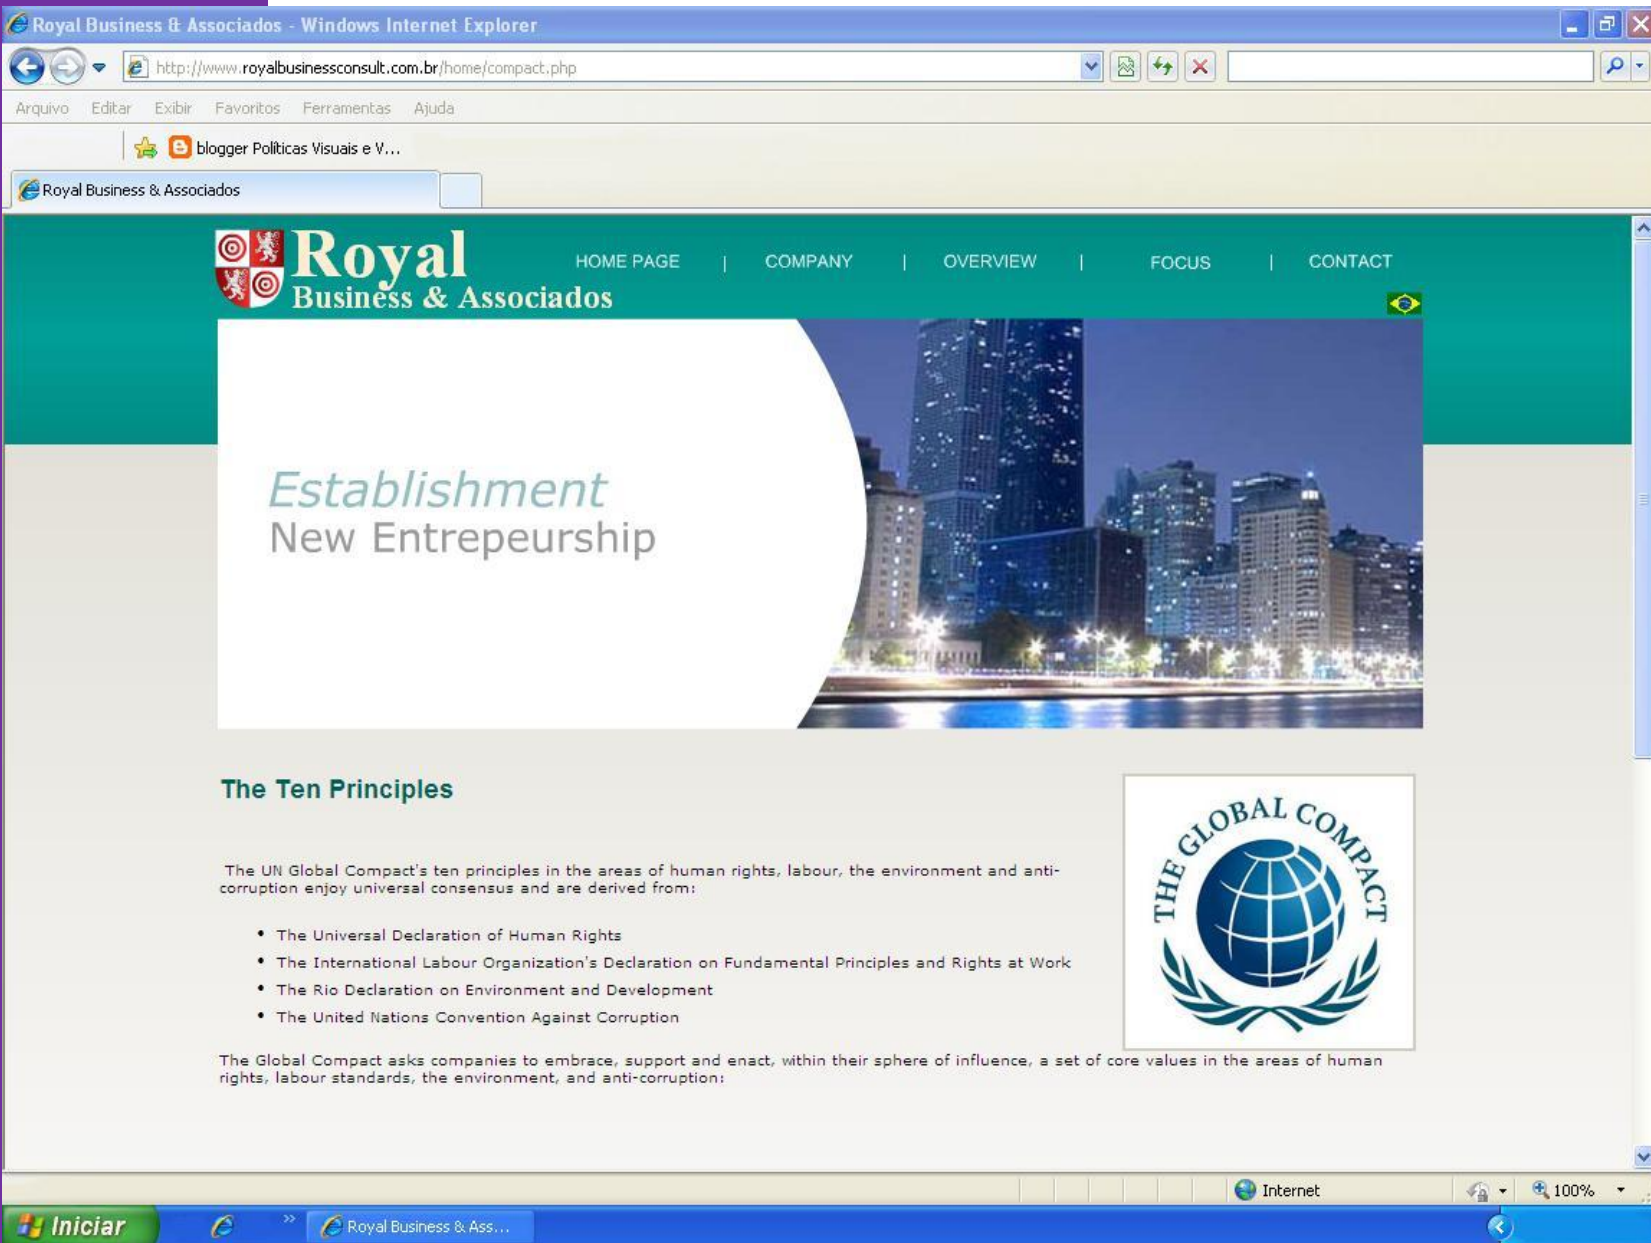 Royal Business & Associados - Windows Internet Explorer
http://www.royalbusinessconsult.com.br/home/compact.php
Arquivo Editar Exibir Favoritos Ferramentas Ajuda
blogger Políticas Visuais e V...
Royal Business & Associados
Royal
Business & Associados
HOME PAGE | COMPANY | OVERVIEW | FOCUS | CONTACT
Establishment
New Entrepeurship
The Ten Principles
THE GLOBAL COMPACT
The UN Global Compact's ten principles in the areas of human rights, labour, the environment and anti-
corruption enjoy universal consensus and are derived from:
• The Universal Declaration of Human Rights
• The International Labour Organization's Declaration on Fundamental Principles and Rights at Work
• The Rio Declaration on Environment and Development
• The United Nations Convention Against Corruption
The Global Compact asks companies to embrace, support and enact, within their sphere of influence, a set of core values in the areas of human
rights, labour standards, the environment, and anti-corruption:
Internet
100%
Iniciar
Royal Business & Ass...